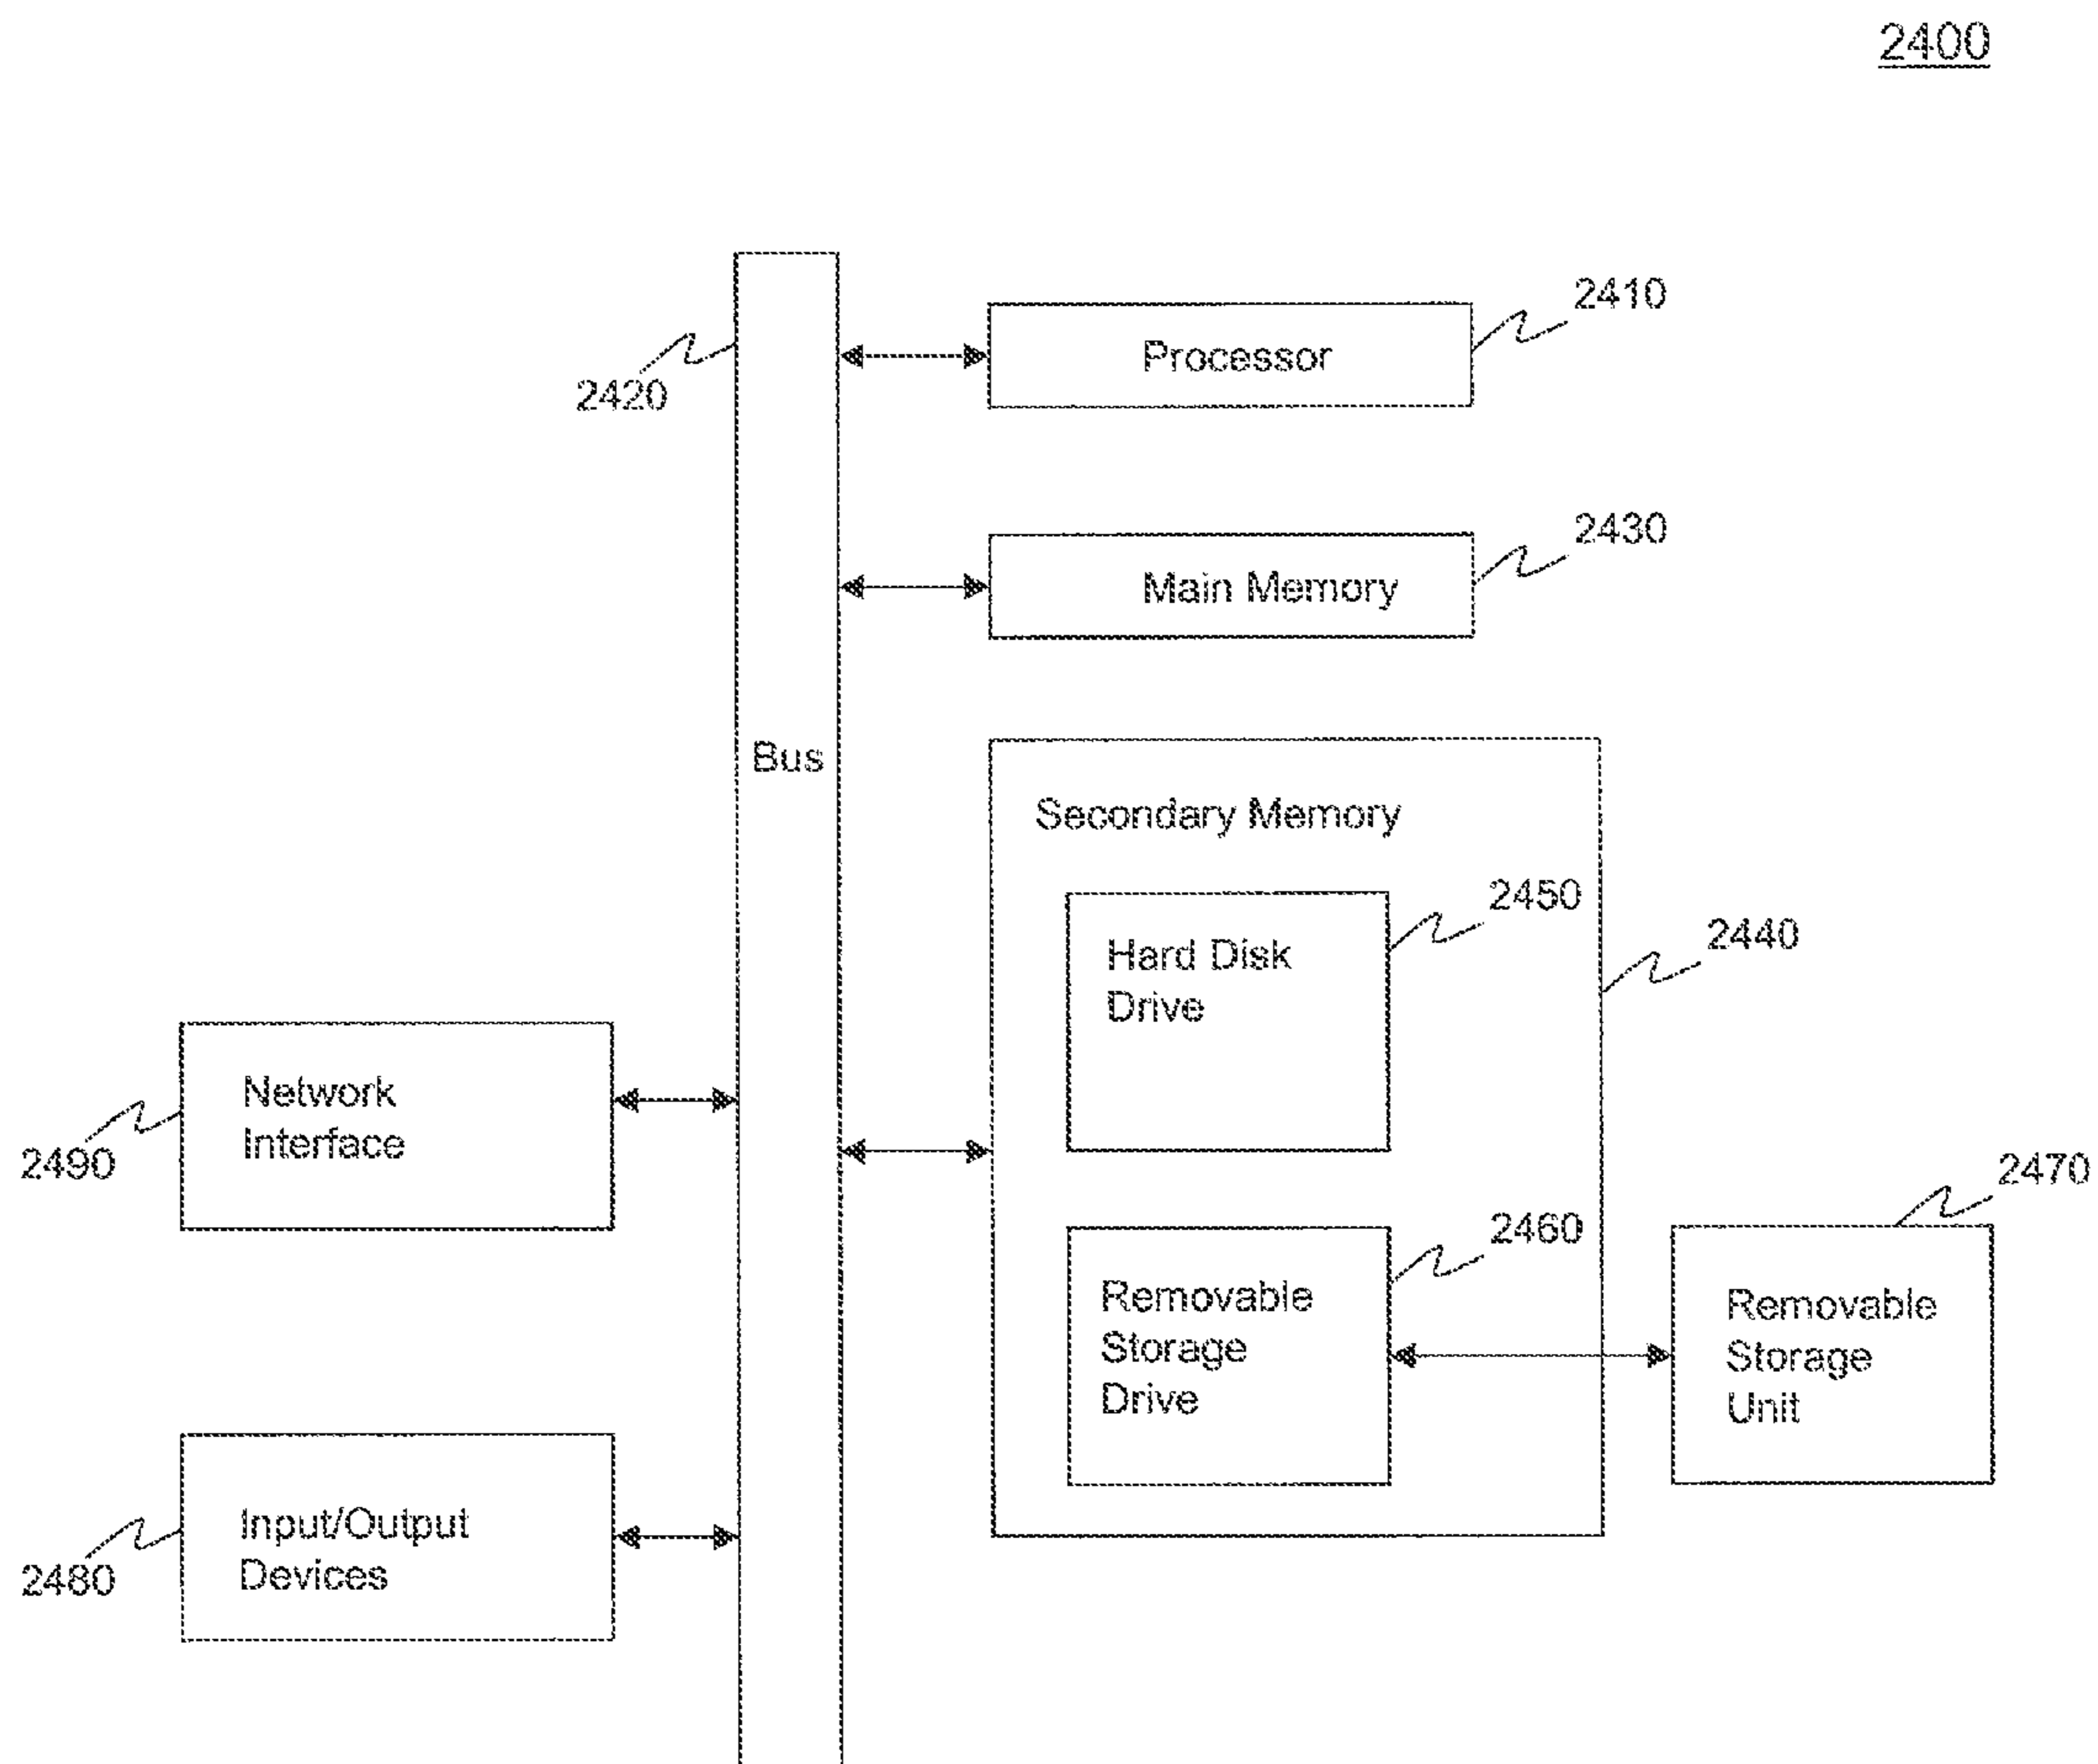 2400
2410
Processor
2420
2430
Main Memory
Bus
Secondary Memory
2450
Hard Disk
Drive
2440
Network
Interface
2490
2470
2460
Removable
Storage
Drive
Removable
Storage
Unit
Input/Output
Devices
2480